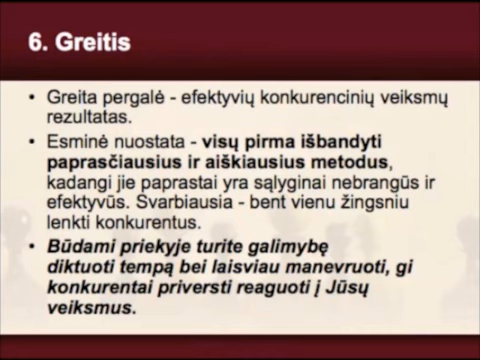 6. Greitis
• Greita pergalė - efektyvių konkurencinių veiksmų
rezultatas.
• Esminė nuostata - visų pirma išbandyti
paprasčiausius ir aiškiausius metodus,
kadangi jie paprastai yra sąlyginai nebrangūs ir
efektyvūs. Svarbiausia - bent vienu žingsniu
lenkti konkurentus.
• Būdami priekyje turite galimybę
diktuoti tempą bei laisviau manevruoti, gi
konkurentai priversti reaguoti į Jūsų
veiksmus.